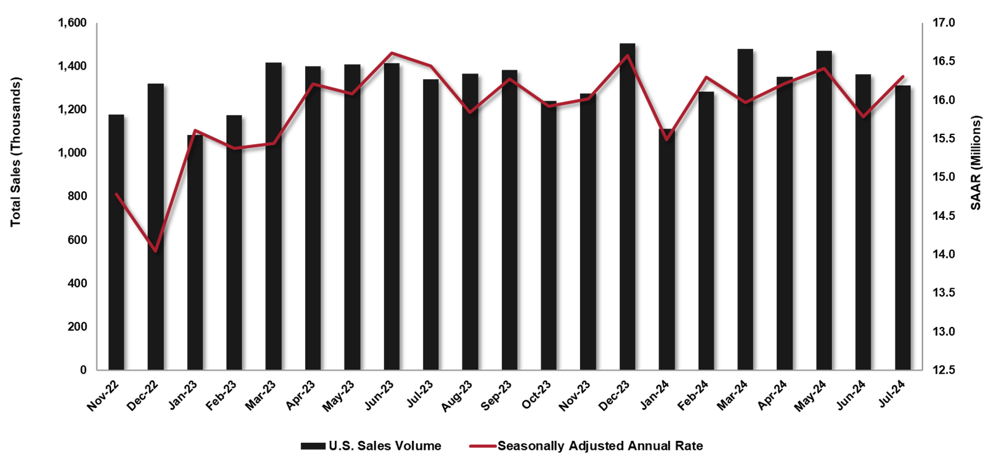 Total Sales (Thousands)
1,600
1,400
1,200
1,000
800
600
400
200
0
17.0
16.5
16.0
15.5
15.0
14.5
14.0
13.5
13.0
12.5
SAAR (Millions)
Nov-22
Dec-22
Jan-23
Feb-23
Mar-23
Apr-23
May-23
Jun-23
Jul-23
Aug-23
Sep-23
Oct-23
Nov-23
Dec-23
Jan-24
Feb-24
Mar-24
Apr-24
May-24
Jun-24
Jul-24
U.S. Sales Volume
Seasonally Adjusted Annual Rate